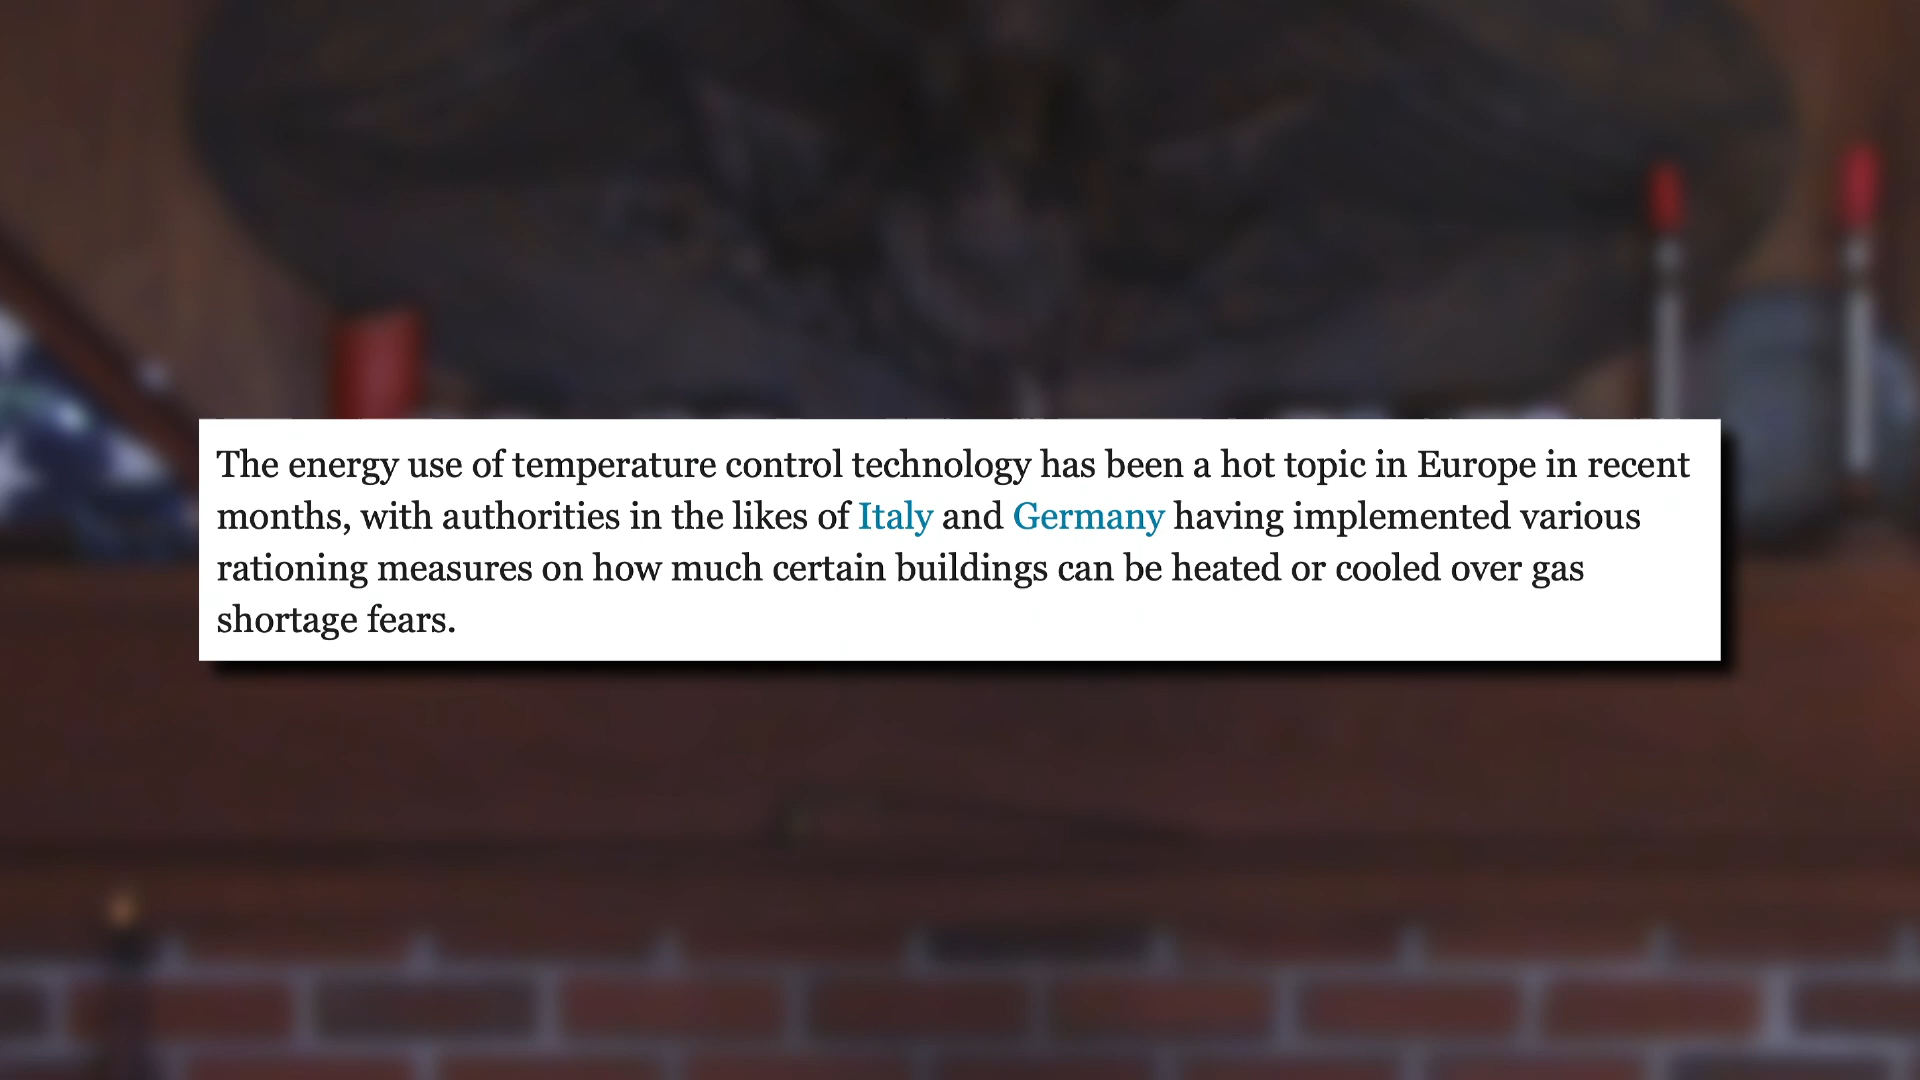 The energy use of temperature control technology has been a hot topic in Europe in recent
months, with authorities in the likes of Italy and Germany having implemented various
rationing measures on how much certain buildings can be heated or cooled over gas
shortage fears.